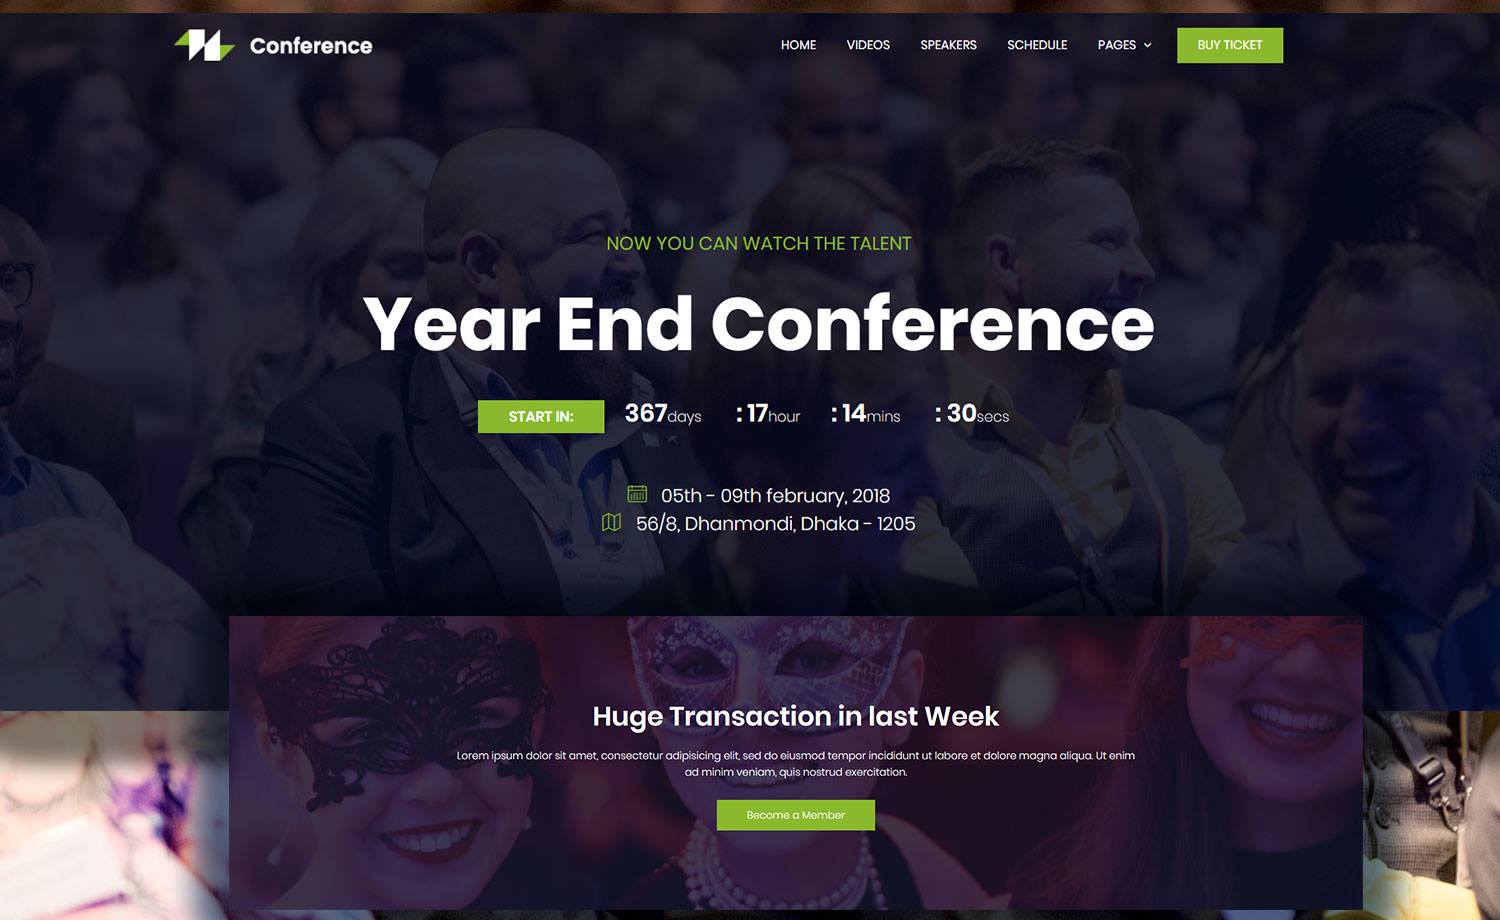 Conference
HOME VIDEOS SPEAKERS SCHEDULE PAGES BUY TICKET
NOW YOU CAN WATCH THE TALENT
Year End Conference
START IN: 367days : 17hour : 14mins : 30secs
05th - 09th february, 2018
56/8, Dhanmondi, Dhaka - 1205
Huge Transaction in last Week
Lorem ipsum dolor sit amet, consectetur adipisicing elit, sed do eiusmod tempor incididunt ut labore et dolore magna aliqua. Ut enim
ad minim veniam, quis nostrud exercitation.
Become a Member